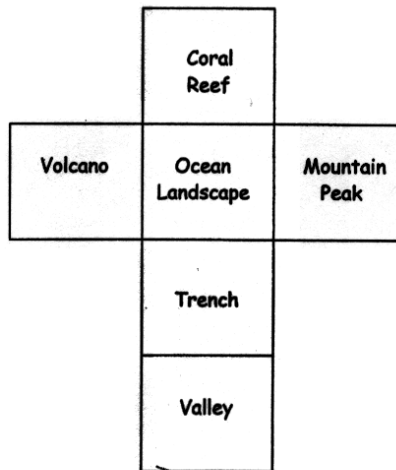 Coral
Reef
Volcano
Ocean
Landscape
Mountain
Peak
Trench
Valley